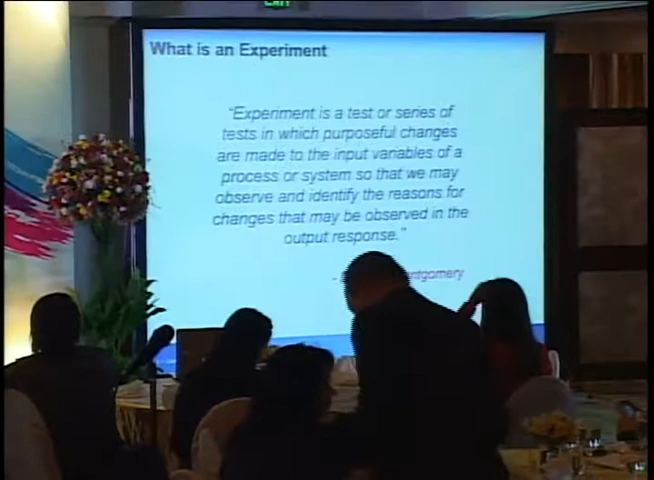 EXIT
What is an Experiment
"Experiment is a test or series of
tests in which purposeful changes
are made to the input variables of a
process or system so that we may
observe and identify the reasons for
changes that may be observed in the
output response."